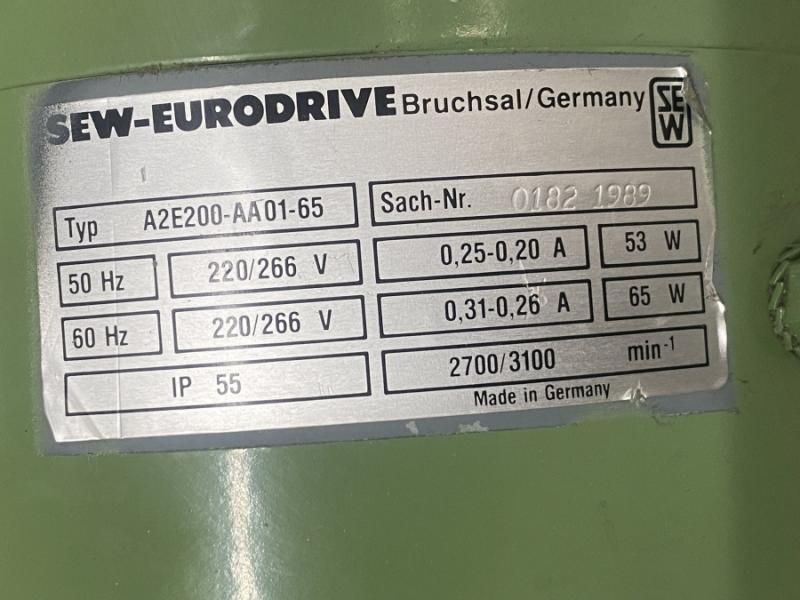 SEW-EURODRIVE Bruchsal/Germany SEW
Typ A2E200-AA01-65 Sach-Nr. 0182 1989
50 Hz 220/266 V 0,25-0,20 A 53 W
60 Hz 220/266 V 0,31-0,26 A 65 W
IP 55 2700/3100 min-1
Made in Germany